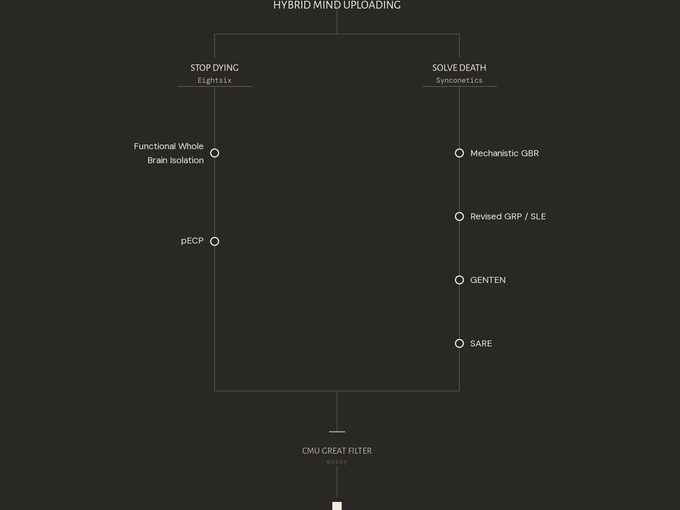 HYBRID MIND UPLOADING
STOP DYING
Eightsix
SOLVE DEATH
Synconetics
Functional Whole
Brain Isolation
pECP
Mechanistic GBR
Revised GRP / SLE
GENTEN
SARE
CMU GREAT FILTER
essay